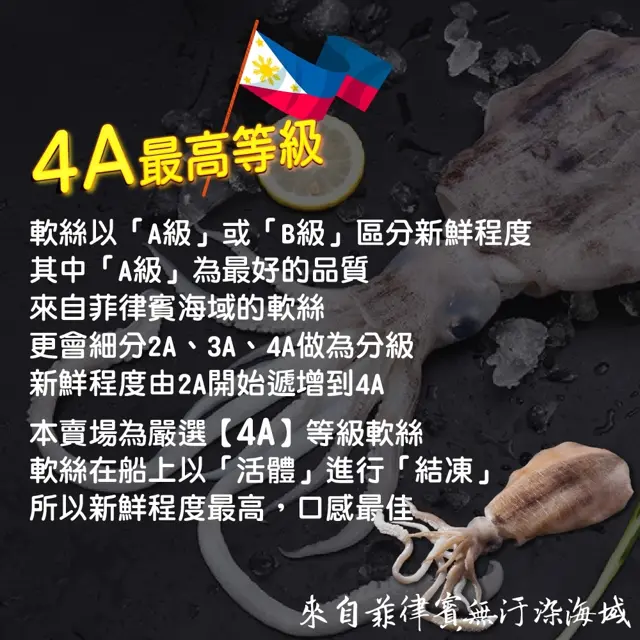 4A最高等級
軟絲以「A級」或「B級」區分新鮮程度
其中「A級」為最好的品質
來自菲律賓海域的軟絲
更會細分2A、3A、4A做為分級
新鮮程度由2A開始遞增到4A
本賣場為嚴選【4A】等級軟絲
軟絲在船上以「活體」進行「結凍」
所以新鮮程度最高，口感最佳
來自菲律賓無汙染海域